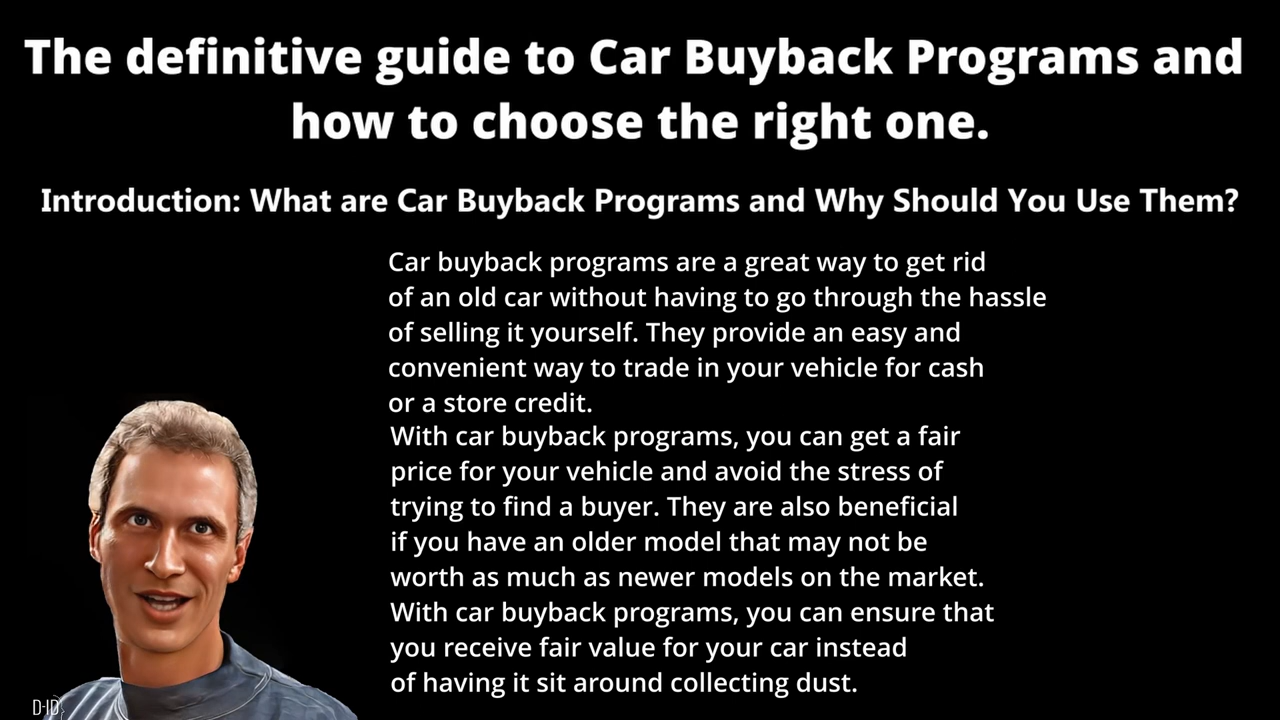 The definitive guide to Car Buyback Programs and
how to choose the right one.
Introduction: What are Car Buyback Programs and Why Should You Use Them?
Car buyback programs are a great way to get rid
of an old car without having to go through the hassle
of selling it yourself. They provide an easy and
convenient way to trade in your vehicle for cash
or a store credit.
With car buyback programs, you can get a fair
price for your vehicle and avoid the stress of
trying to find a buyer. They are also beneficial
if you have an older model that may not be
worth as much as newer models on the market.
With car buyback programs, you can ensure that
you receive fair value for your car instead
of having it sit around collecting dust.
D-ID